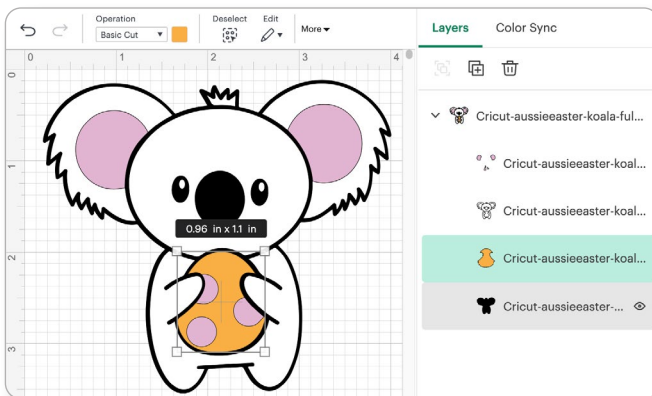 Operation
Basic Cut
Deselect
Edit
More
Layers
Color Sync
0
1
2
3
4
0
1
2
3
0.96 in x 1.1 in
Cricut-aussieeaster-koala-ful...
Cricut-aussieeaster-koal...
Cricut-aussieeaster-koal...
Cricut-aussieeaster-koal...
Cricut-aussieeaster-...